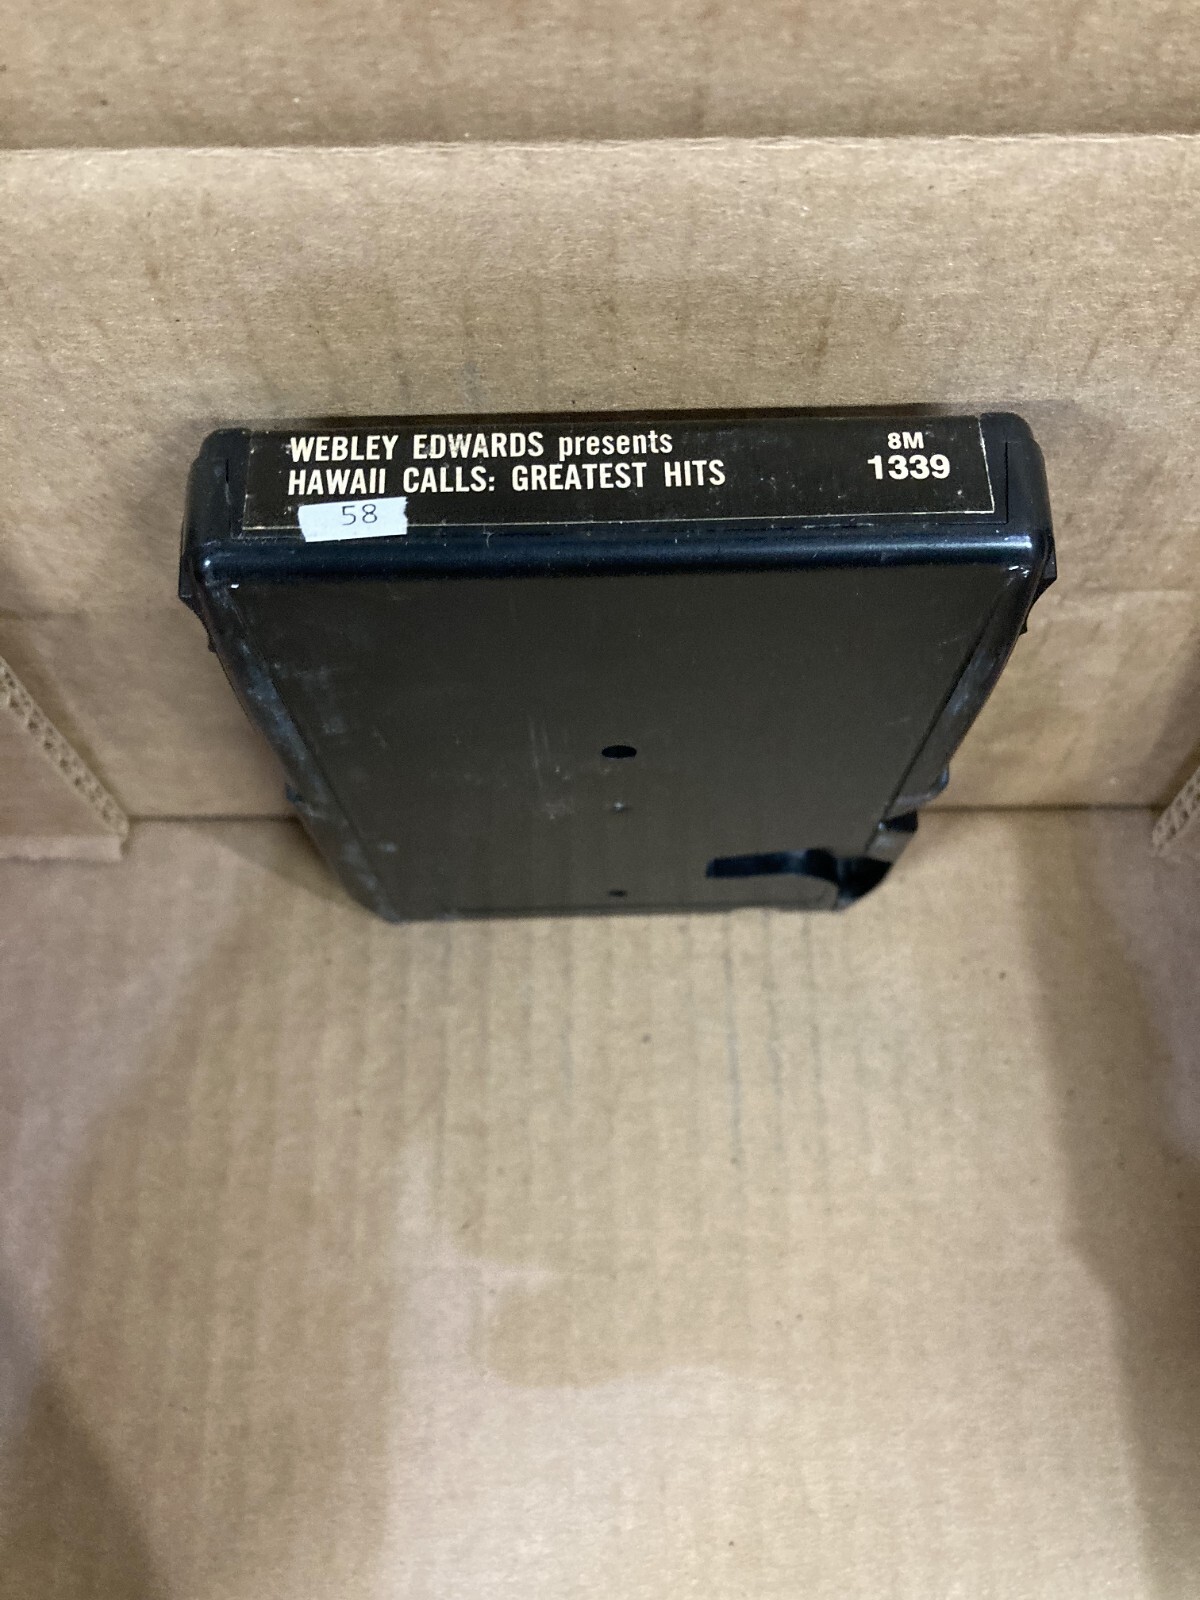 WEBLEY EDWARDS presents
HAWAII CALLS: GREATEST HITS
8M
1339
58